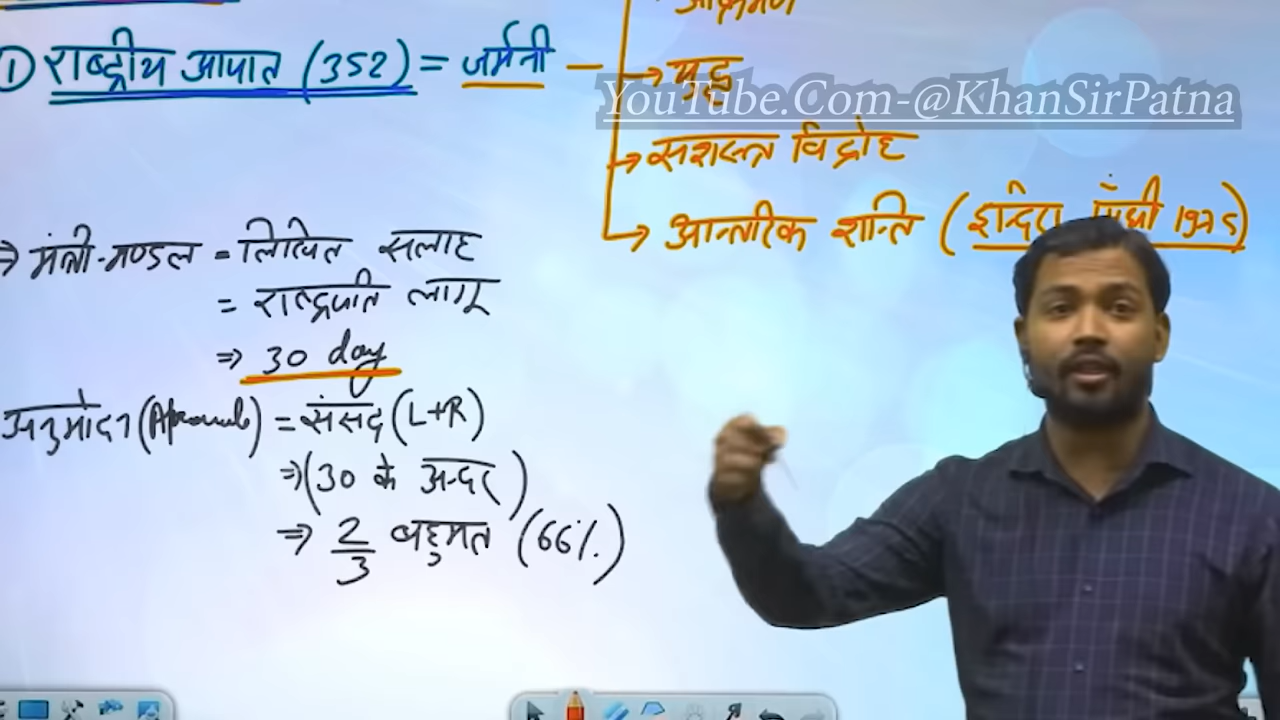 ① राष्ट्रीय आपात (352) = जर्मनी –
→ युद्ध
YouTube.Com-@KhanSirPatna
→ सशस्त्र विद्रोह
→ आन्तरिक शान्ति (इन्दिरा गाँधी 1975)
⇒ मंत्री-मण्डल = लिखित सलाह
= राष्ट्रपति लागू
⇒ 30 day
अनुमोदन () = संसद (L+R)
⇒ (30 के अन्दर)
⇒ 2/3 बहुमत (66%.)